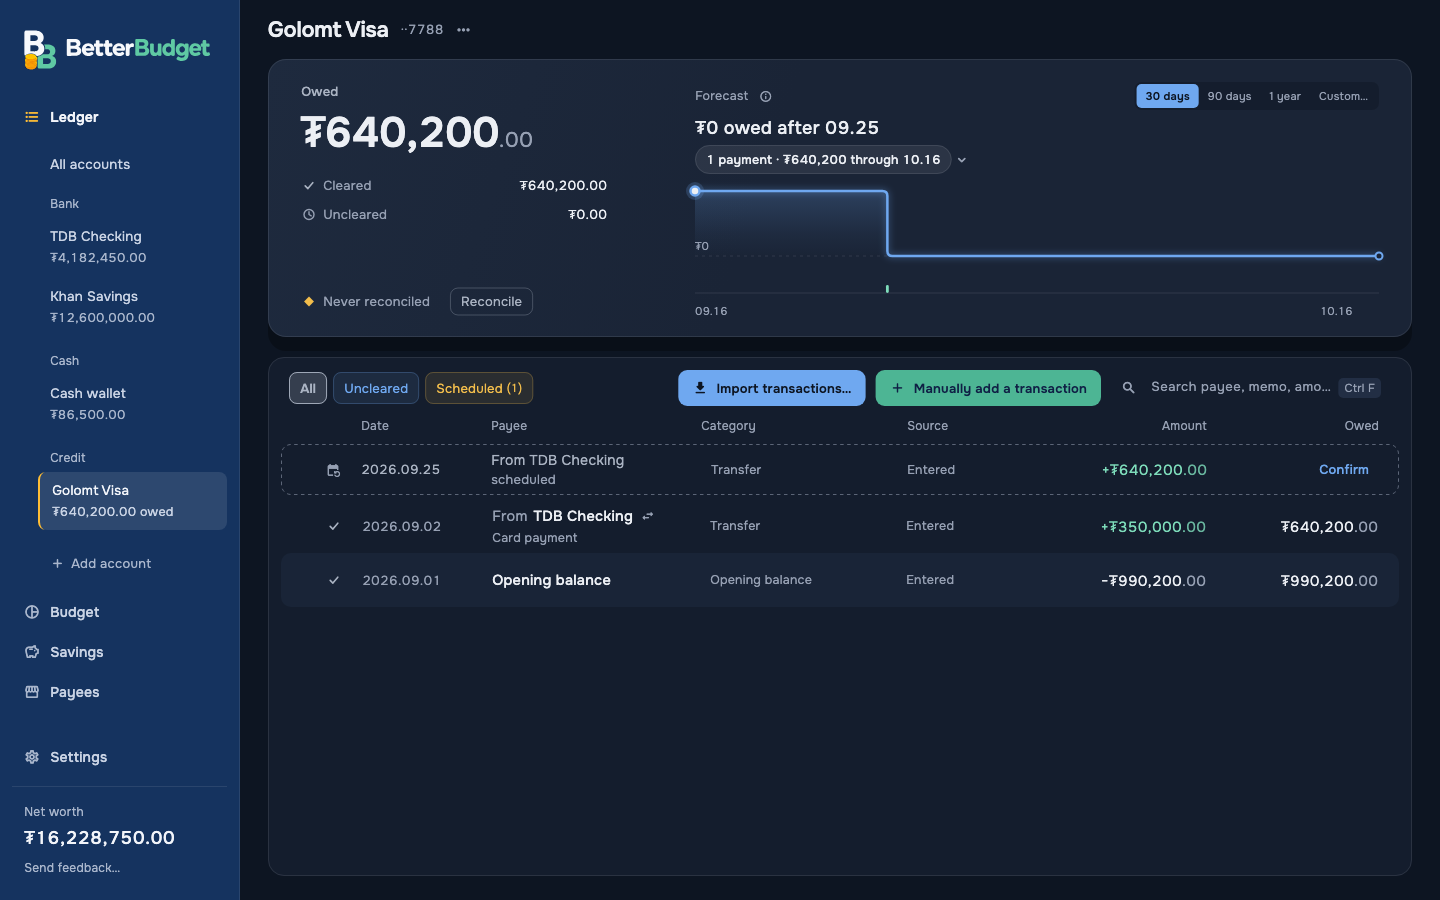 BetterBudget
Ledger
All accounts
Bank
TDB Checking
₮4,182,450.00
Khan Savings
₮12,600,000.00
Cash
Cash wallet
₮86,500.00
Credit
Golomt Visa
₮640,200.00 owed
+ Add account
Budget
Savings
Payees
Settings
Net worth
₮16,228,750.00
Send feedback...
Golomt Visa ··7788 •••
Owed
₮640,200.00
Cleared ₮640,200.00
Uncleared ₮0.00
Never reconciled Reconcile
Forecast
30 days 90 days 1 year Custom...
₮0 owed after 09.25
1 payment · ₮640,200 through 10.16
₮0
09.16 10.16
All Uncleared Scheduled (1) Import transactions... + Manually add a transaction Search payee, memo, amo... Ctrl F
Date Payee Category Source Amount Owed
2026.09.25 From TDB Checking Transfer Entered +₮640,200.00 Confirm
scheduled
2026.09.02 From TDB Checking Transfer Entered +₮350,000.00 ₮640,200.00
Card payment
2026.09.01 Opening balance Opening balance Entered -₮990,200.00 ₮990,200.00